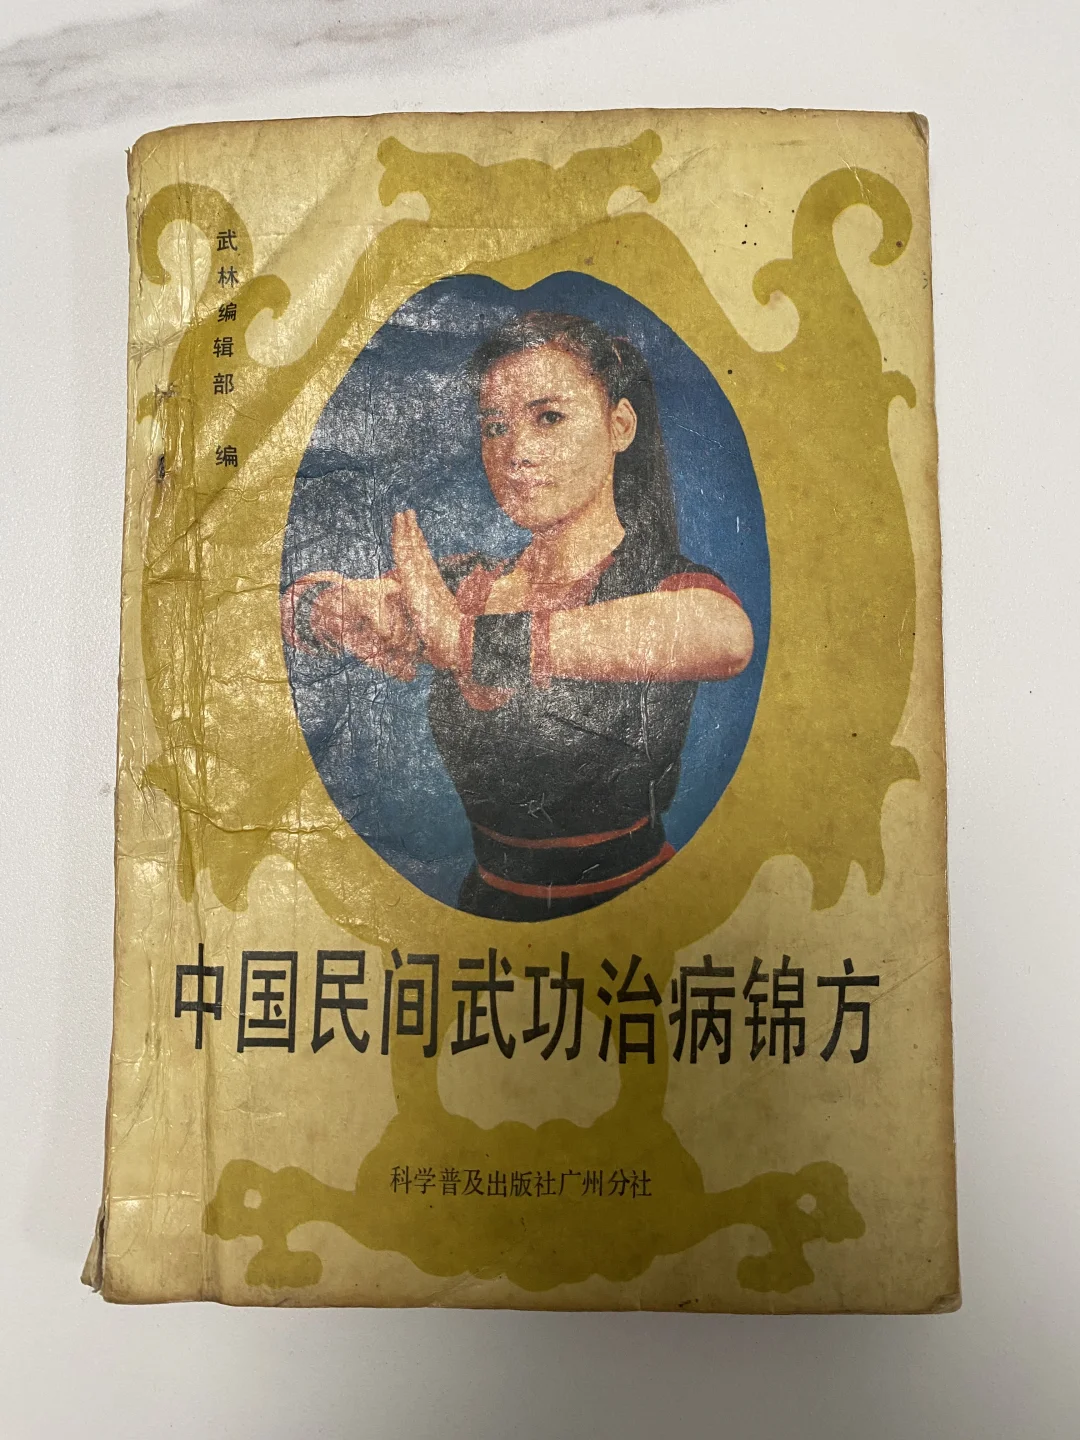 武林编辑部 编
中国民间武功治病锦方
科学普及出版社广州分社